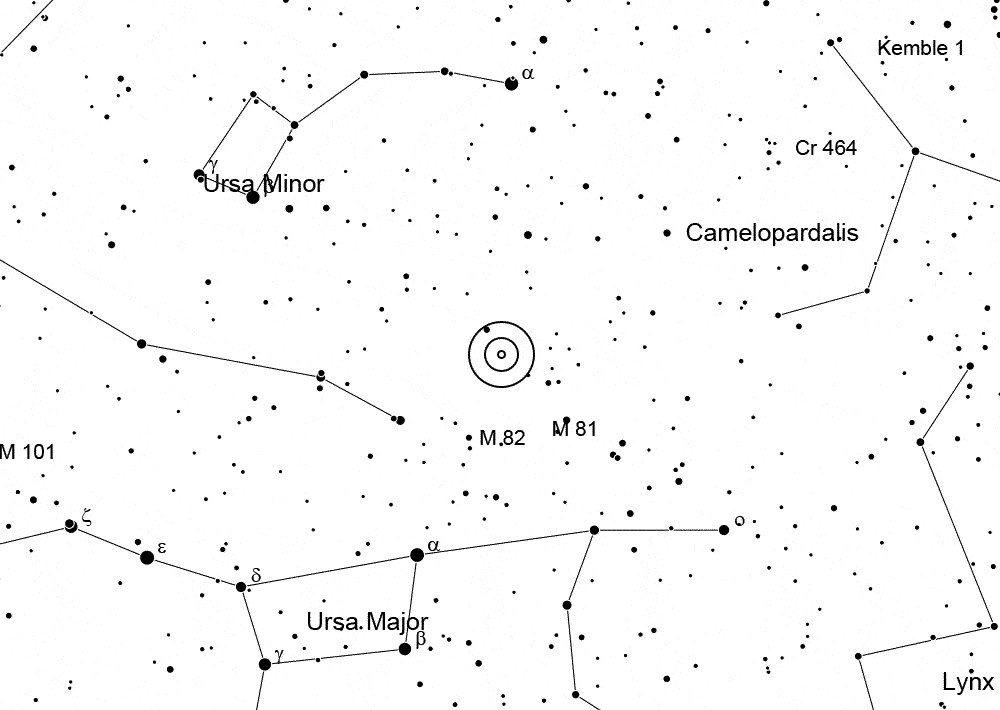 α
Kemble 1
Cr 464
γ
Ursa Minor
β
Camelopardalis
M 82
M 81
M 101
ζ
ο
ε
α
δ
Ursa Major
β
γ
Lynx